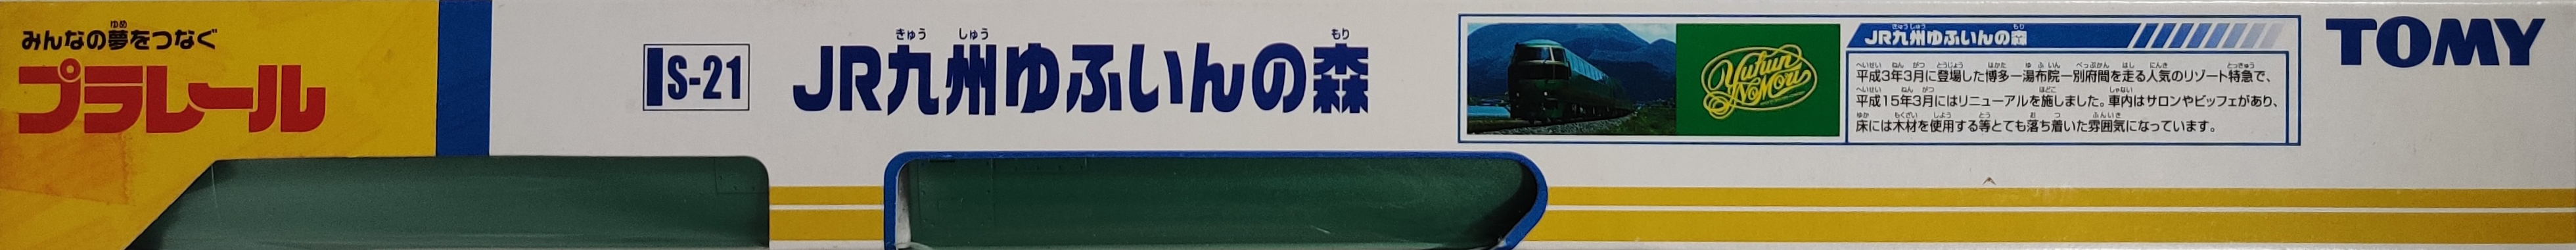 みんなの夢をつなぐ
プラレール
S-21
JR九州ゆふいんの森
Yufuin
NoMori
JR九州ゆふいんの森
平成3年3月に登場した博多ー湯布院ー別府間を走る人気のリゾート特急で、
平成15年3月にはリニューアルを施しました。車内はサロンやビッフェがあり、
床には木材を使用する等とても落ち着いた雰囲気になっています。
TOMY